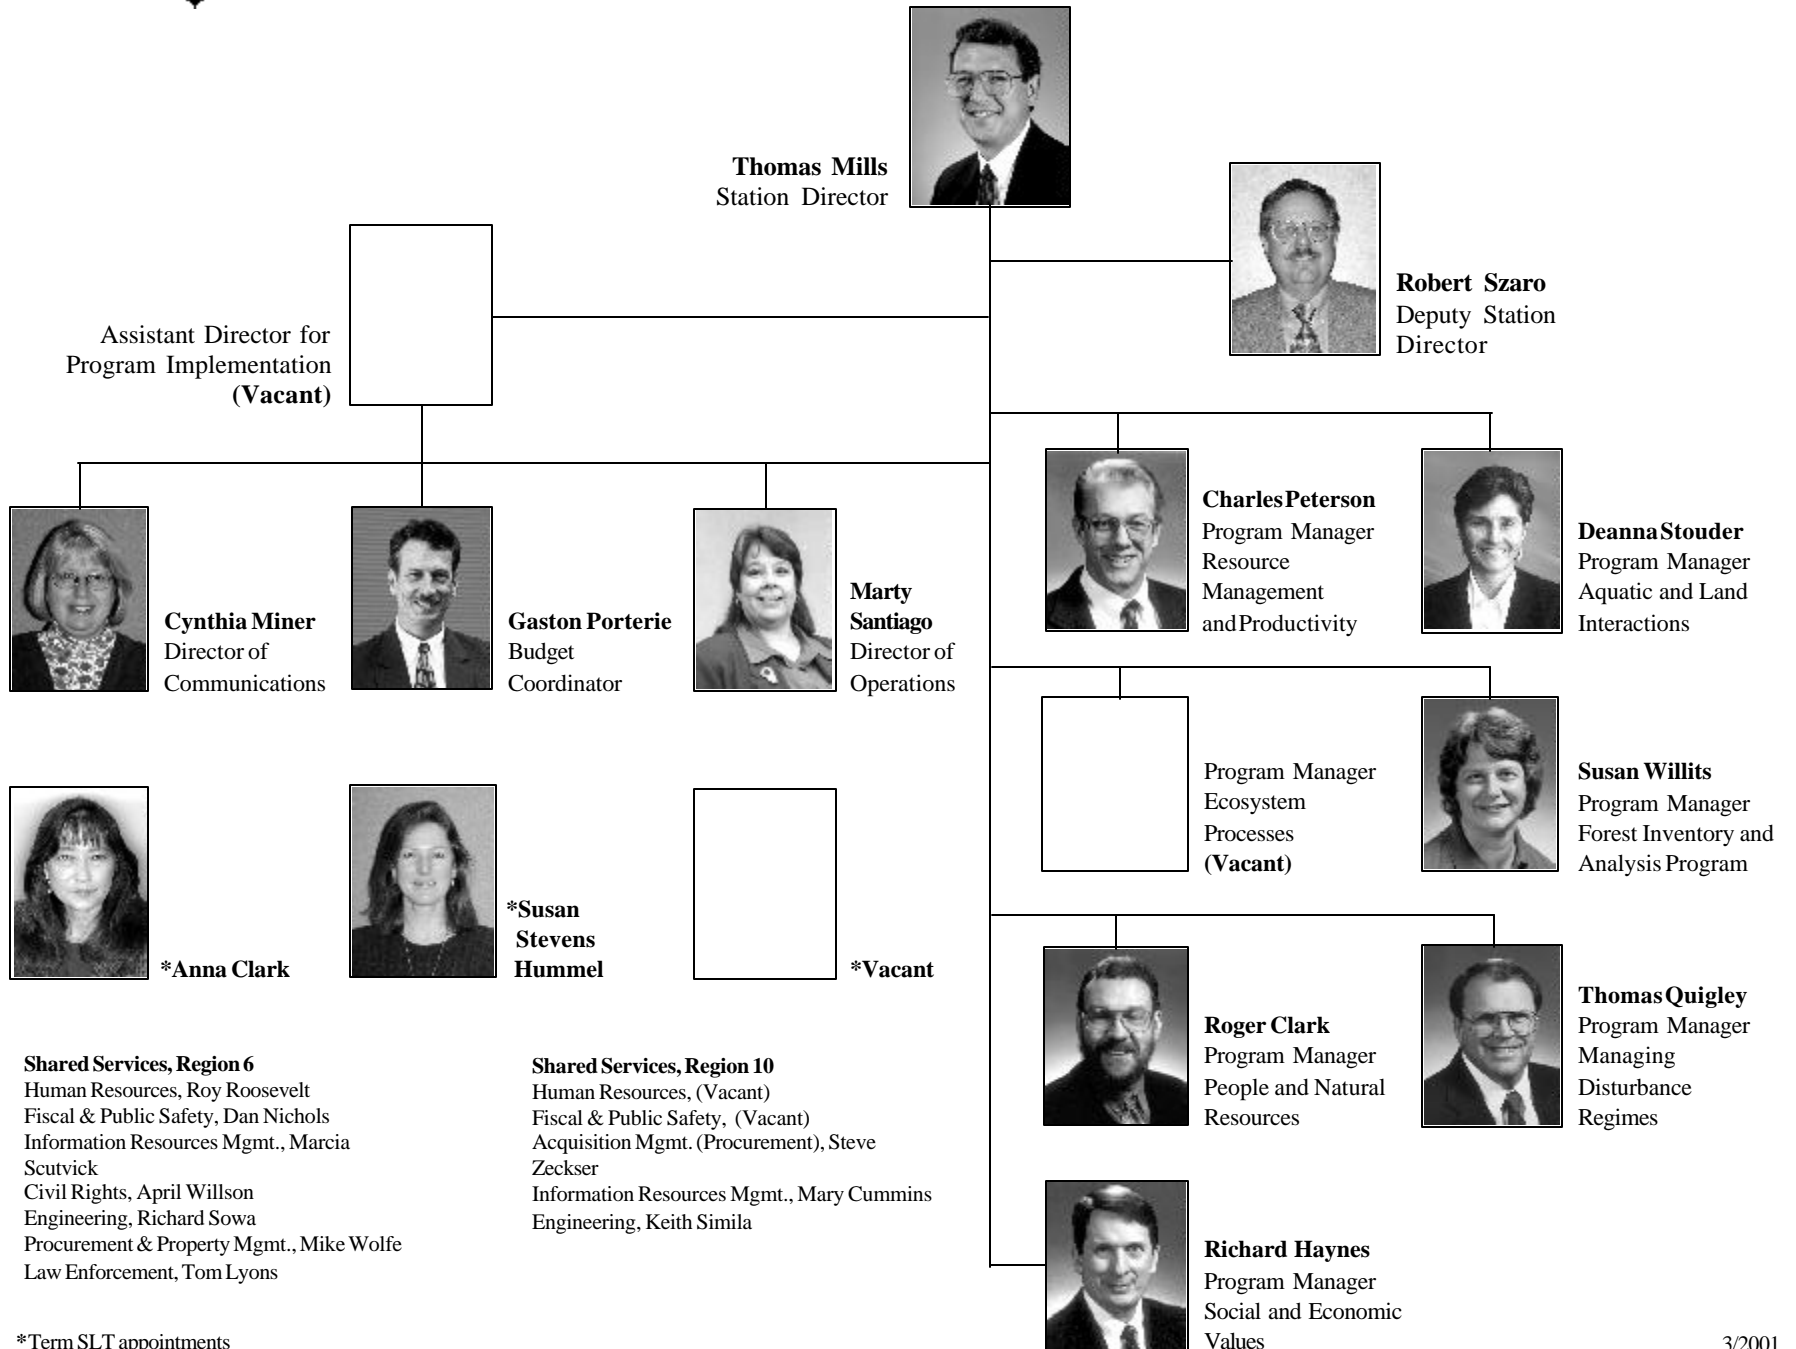 Thomas Mills
Station Director
Robert Szaro
Deputy Station
Director
Assistant Director for
Program Implementation
(Vacant)
Cynthia Miner
Director of
Communications
Gaston Porterie
Budget
Coordinator
Marty
Santiago
Director of
Operations
Charles Peterson
Program Manager
Resource
Management
and Productivity
Deanna Stouder
Program Manager
Aquatic and Land
Interactions
Program Manager
Ecosystem
Processes
(Vacant)
Susan Willits
Program Manager
Forest Inventory and
Analysis Program
*Anna Clark
*Susan
Stevens
Hummel
*Vacant
Roger Clark
Program Manager
People and Natural
Resources
Thomas Quigley
Program Manager
Managing
Disturbance
Regimes
Shared Services, Region 6
Human Resources, Roy Roosevelt
Fiscal & Public Safety, Dan Nichols
Information Resources Mgmt., Marcia
Scutvick
Civil Rights, April Willson
Engineering, Richard Sowa
Procurement & Property Mgmt., Mike Wolfe
Law Enforcement, Tom Lyons
Shared Services, Region 10
Human Resources, (Vacant)
Fiscal & Public Safety, (Vacant)
Acquisition Mgmt. (Procurement), Steve
Zeckser
Information Resources Mgmt., Mary Cummins
Engineering, Keith Simila
Richard Haynes
Program Manager
Social and Economic
Values
*Term SLT appointments
3/2001